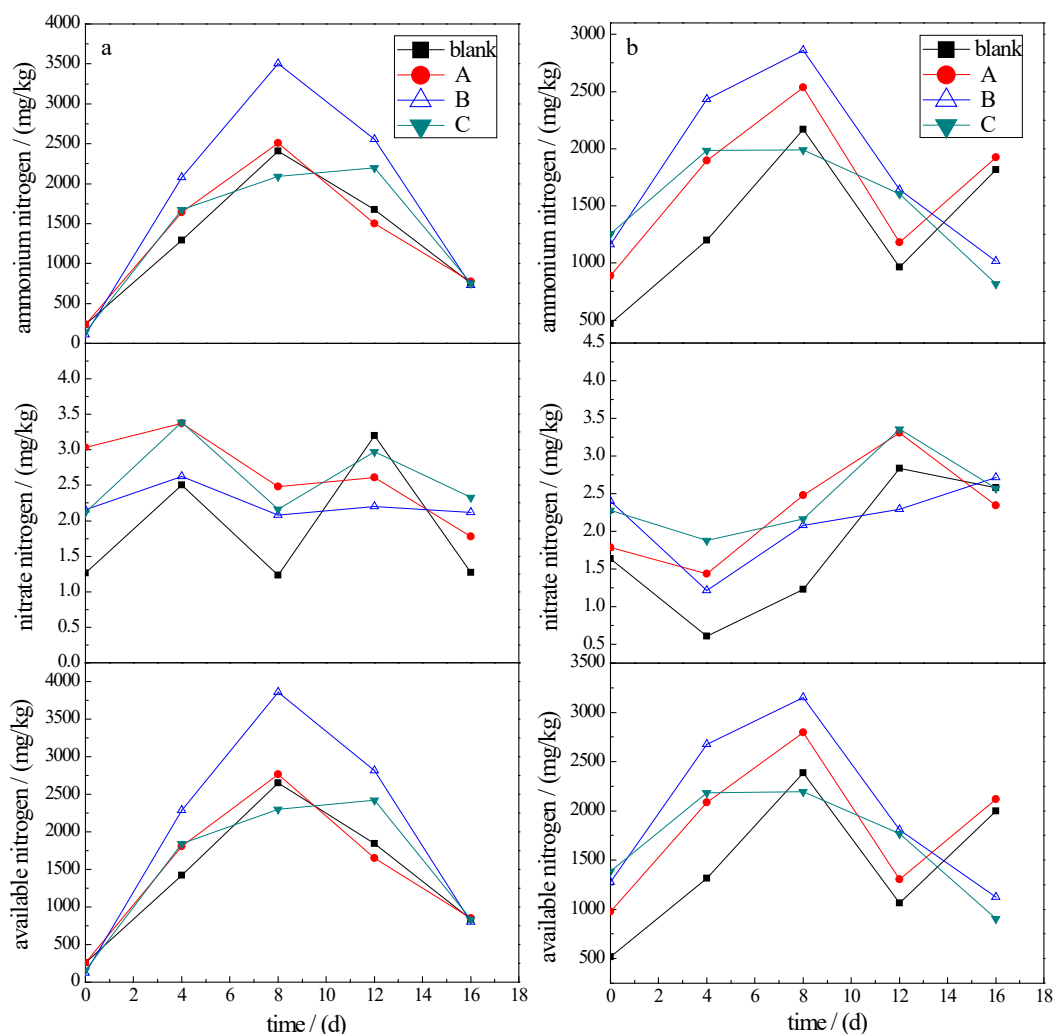 a
blank
A
B
C
ammonium nitrogen / (mg/kg)
4000
3500
3000
2500
2000
1500
1000
500
0
nitrate nitrogen / (mg/kg)
4.0
3.5
3.0
2.5
2.0
1.5
1.0
0.5
0.0
available nitrogen / (mg/kg)
4000
3500
3000
2500
2000
1500
1000
500
0
0 2 4 6 8 10 12 14 16 18
time / (d)
b
blank
A
B
C
ammonium nitrogen / (mg/kg)
3000
2500
2000
1500
1000
500
nitrate nitrogen / (mg/kg)
4.5
4.0
3.5
3.0
2.5
2.0
1.5
1.0
0.5
available nitrogen / (mg/kg)
3500
3000
2500
2000
1500
1000
500
0 2 4 6 8 10 12 14 16 18
time / (d)